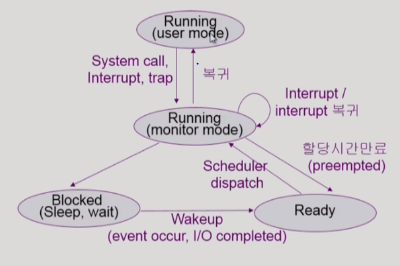 Running
(user mode)
System call,
Interrupt, trap
복귀
Interrupt /
interrupt 복귀
Running
(monitor mode)
할당시간만료
(preempted)
Scheduler
dispatch
Blocked
(Sleep, wait)
Ready
Wakeup
(event occur, I/O completed)